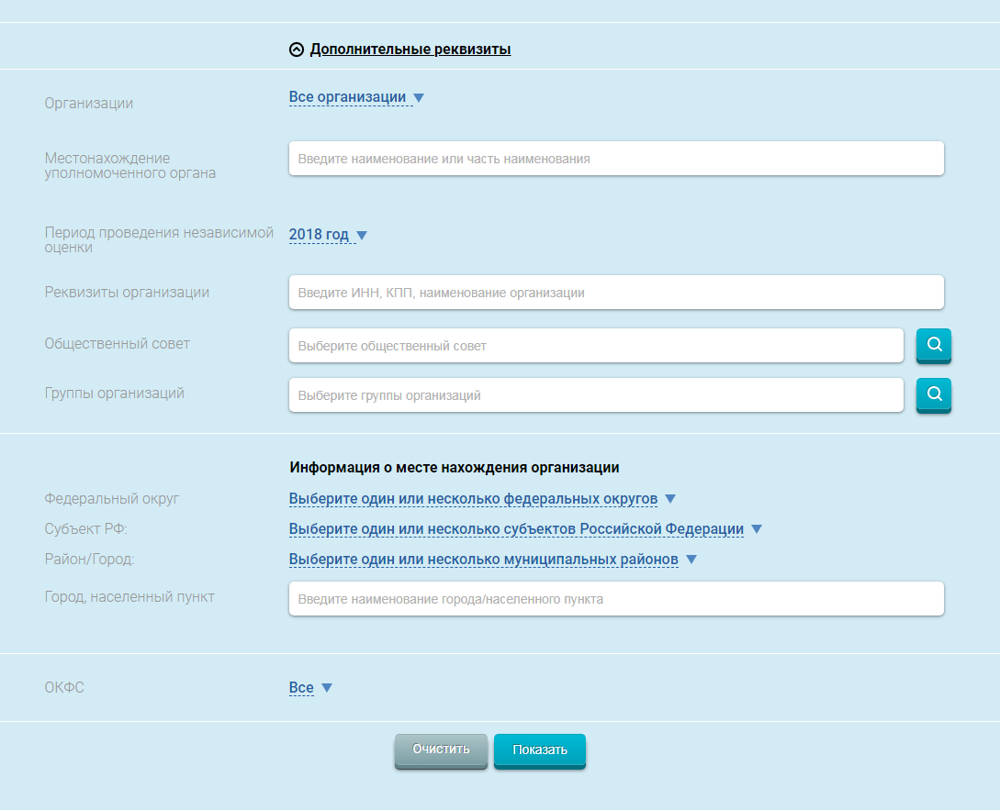 Дополнительные реквизиты
Организации
Все организации
Местонахождение
уполномоченного органа
Введите наименование или часть наименования
Период проведения независимой
оценки
2018 год
Реквизиты организации
Введите ИНН, КПП, наименование организации
Общественный совет
Выберите общественный совет
Группы организаций
Выберите группы организаций
Информация о месте нахождения организации
Федеральный округ
Выберите один или несколько федеральных округов
Субъект РФ:
Выберите один или несколько субъектов Российской Федерации
Район/Город:
Выберите один или несколько муниципальных районов
Город, населенный пункт
Введите наименование города/населенного пункта
ОКФС
Все
Очистить
Показать